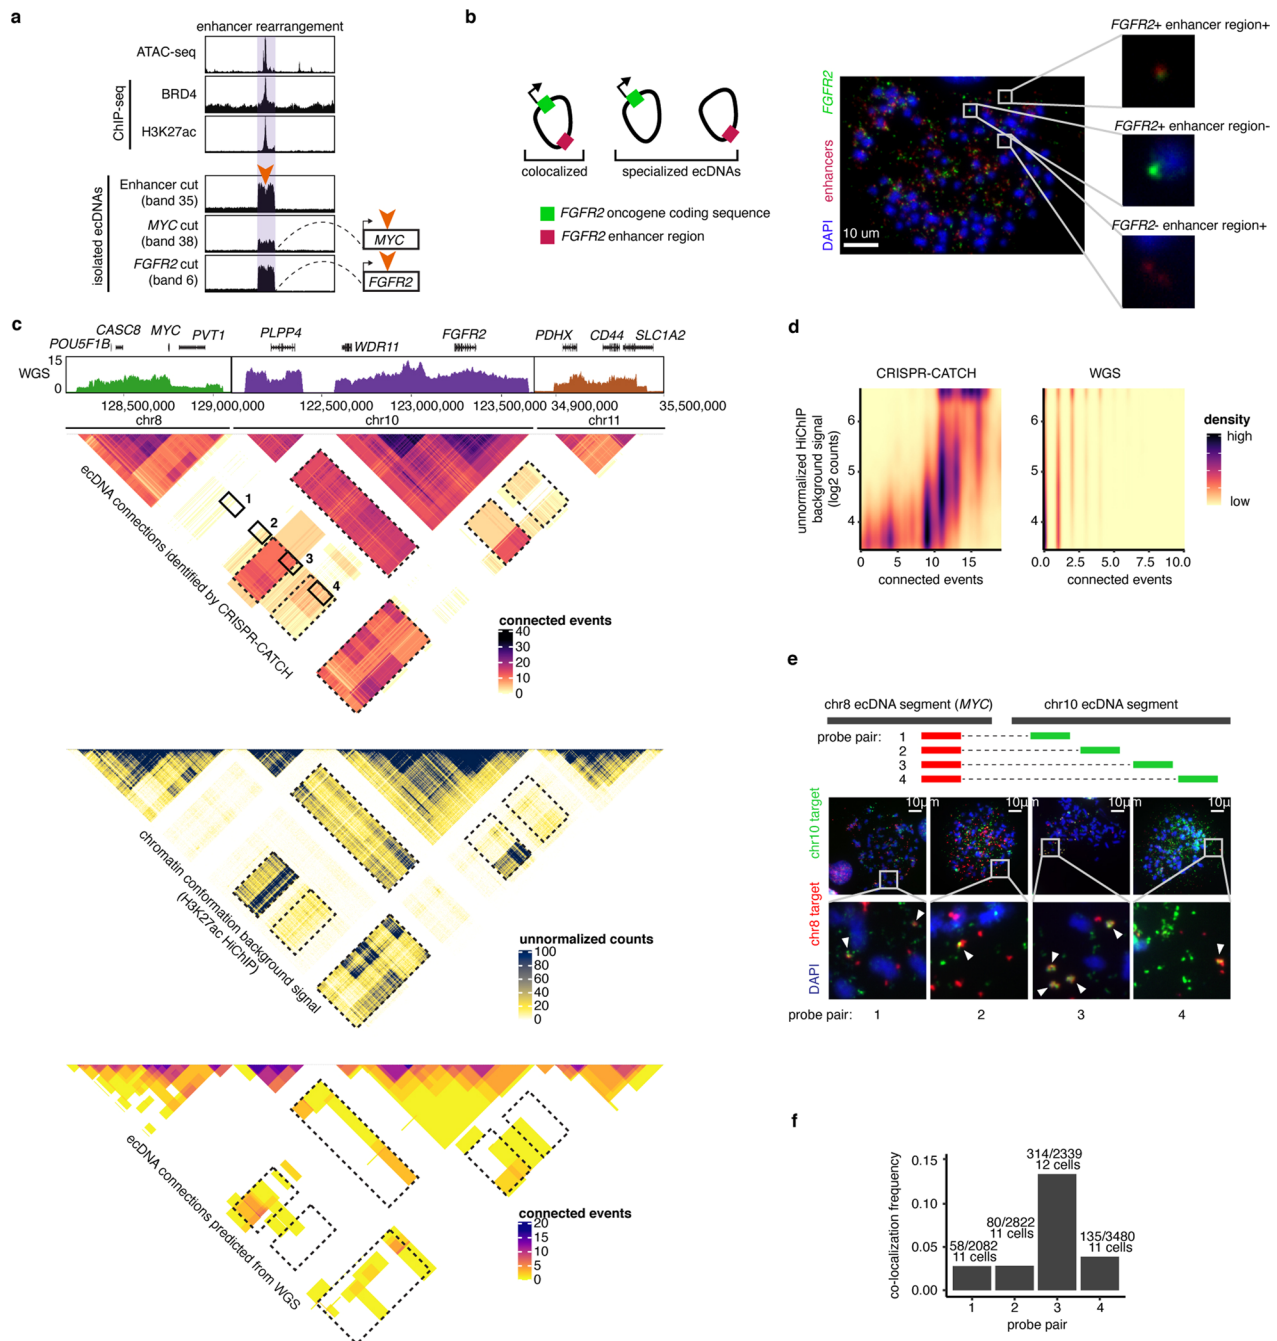 a
enhancer rearrangement
ATAC-seq
ChIP-seq
BRD4
H3K27ac
isolated ecDNAs
Enhancer cut
(band 35)
MYC cut
(band 38)
MYC
FGFR2 cut
(band 6)
FGFR2
b
colocalized
specialized ecDNAs
FGFR2 oncogene coding sequence
FGFR2 enhancer region
DAPI enhancers FGFR2
10 um
FGFR2+ enhancer region+
FGFR2+ enhancer region-
FGFR2- enhancer region+
c
POU5F1B CASC8 MYC PVT1 PLPP4 WDR11 FGFR2 PDHX CD44 SLC1A2
WGS
15
0
128,500,000 129,000,000 122,500,000 123,000,000 123,500,000 34,900,000 35,500,000
chr8 chr10 chr11
ecDNA connections identified by CRISPR-CATCH
1
2
3
4
connected events
40
30
20
10
0
chromatin conformation background signal
(H3K27ac HiChIP)
unnormalized counts
100
80
60
40
20
0
ecDNA connections predicted from WGS
connected events
20
15
10
5
0
d
CRISPR-CATCH
WGS
unnormalized HiChIP
background signal
(log2 counts)
6
5
4
0 5 10 15
connected events
6
5
4
0.0 2.5 5.0 7.5 10.0
connected events
density
high
low
e
chr8 ecDNA segment (MYC)
chr10 ecDNA segment
probe pair: 1
2
3
4
DAPI chr8 target chr10 target
10μm
10μ
10μ
10μ
probe pair: 1 2 3 4
f
co-localization frequency
0.15
0.10
0.05
0.00
58/2082
11 cells
80/2822
11 cells
314/2339
12 cells
135/3480
11 cells
1 2 3 4
probe pair